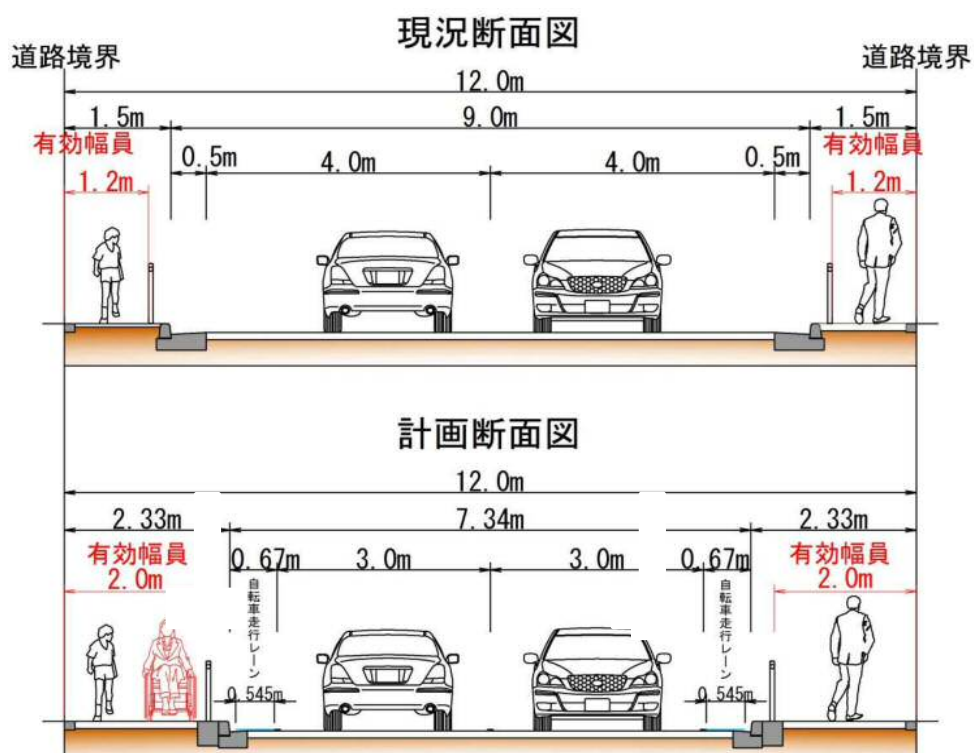 現況断面図
道路境界
道路境界
12.0m
1.5m
9.0m
1.5m
有効幅員
有効幅員
0.5m
4.0m
4.0m
0.5m
1.2m
1.2m
計画断面図
12.0m
2.33m
7.34m
2.33m
有効幅員
0.67m
3.0m
3.0m
0.67m
有効幅員
2.0m
2.0m
自転車走行レーン
自転車走行レーン
0.545m
0.545m